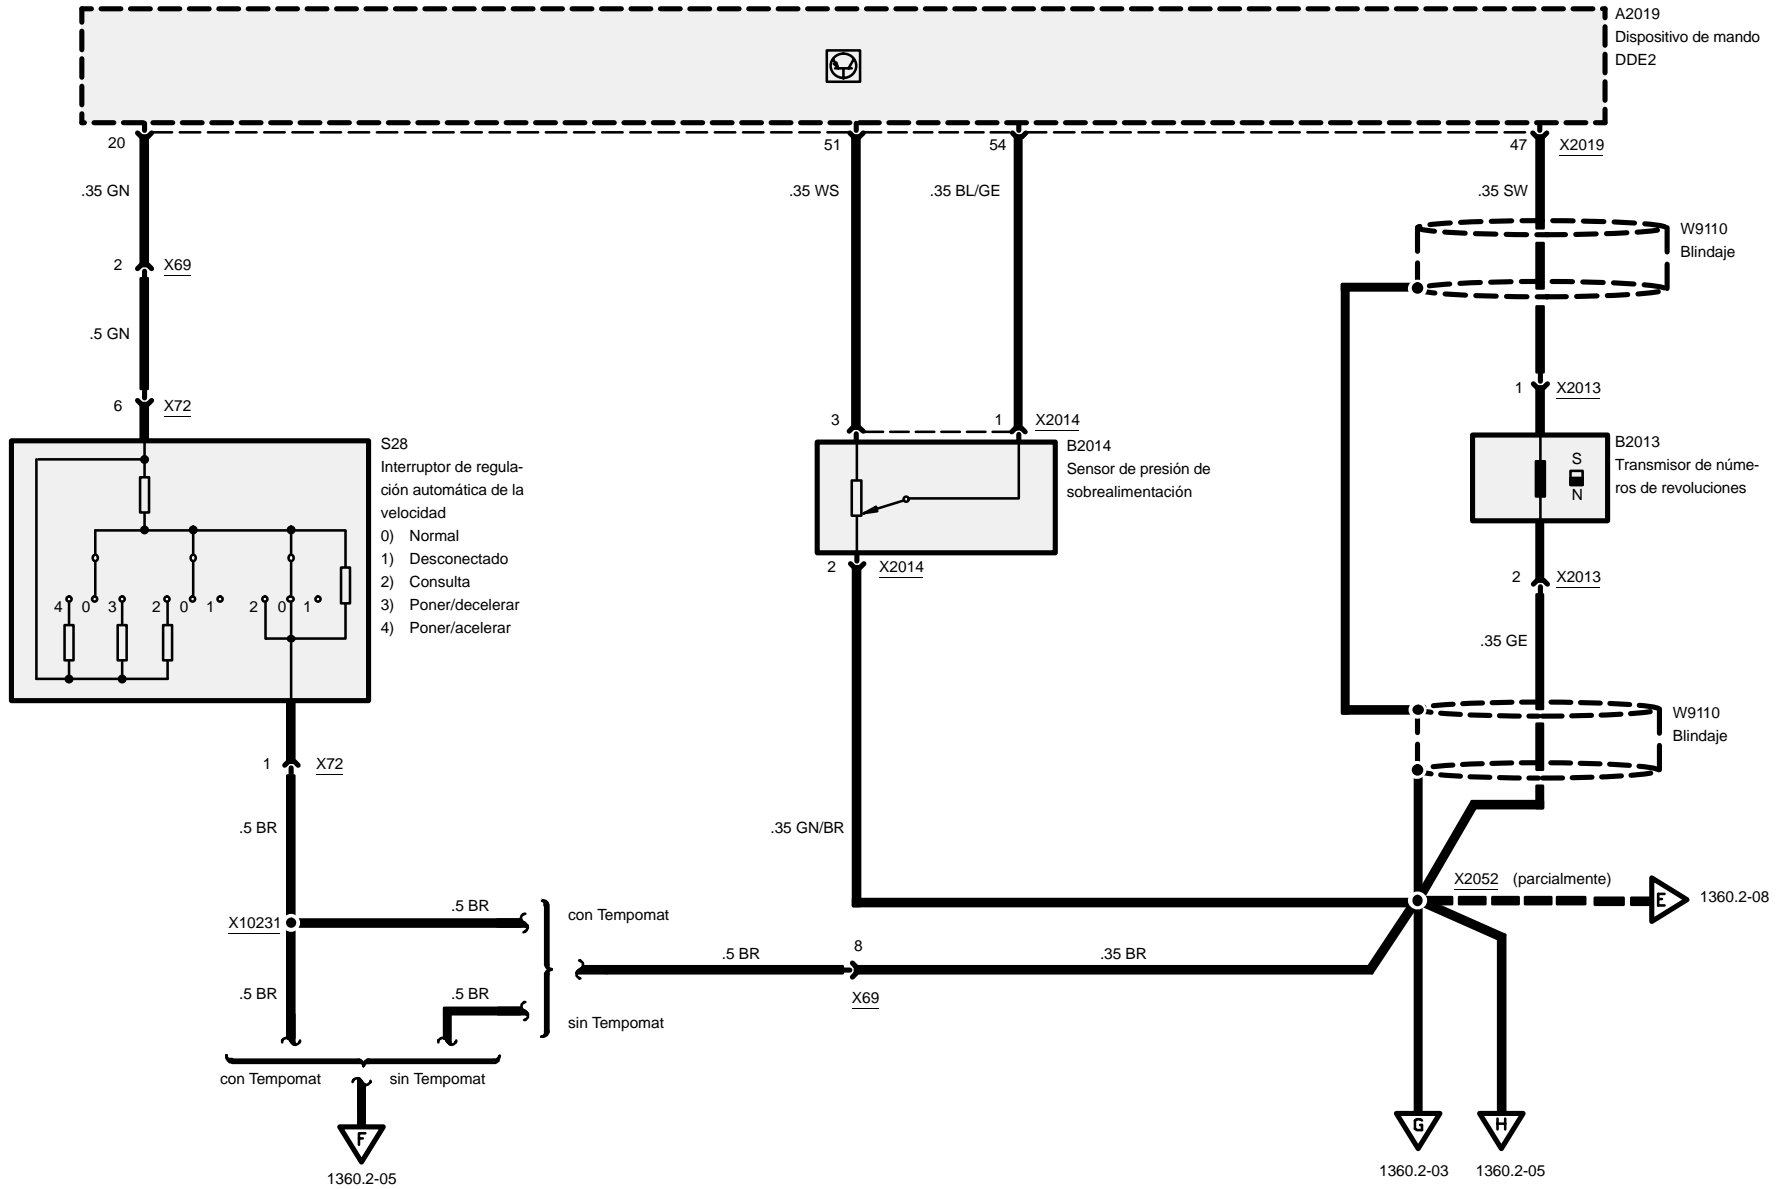 A2019
Dispositivo de mando
DDE2
20
51
54
47
X2019
.35 GN
.35 WS
.35 BL/GE
.35 SW
W9110
Blindaje
2
X69
.5 GN
6
X72
3
1
X2014
1
X2013
S28
Interruptor de regula-
ción automática de la
velocidad
0) Normal
1) Desconectado
2) Consulta
3) Poner/decelerar
4) Poner/acelerar
4 0 3 2 0 1 2 0 1
B2014
Sensor de presión de
sobrealimentación
B2013
Transmisor de núme-
ros de revoluciones
S
N
2
X2014
2
X2013
.35 GE
W9110
Blindaje
1
X72
.5 BR
.35 GN/BR
X2052 (parcialmente)
E
1360.2-08
X10231
.5 BR
con Tempomat
.5 BR
8
.35 BR
X69
.5 BR
.5 BR
sin Tempomat
con Tempomat
sin Tempomat
F
1360.2-05
G
H
1360.2-03
1360.2-05